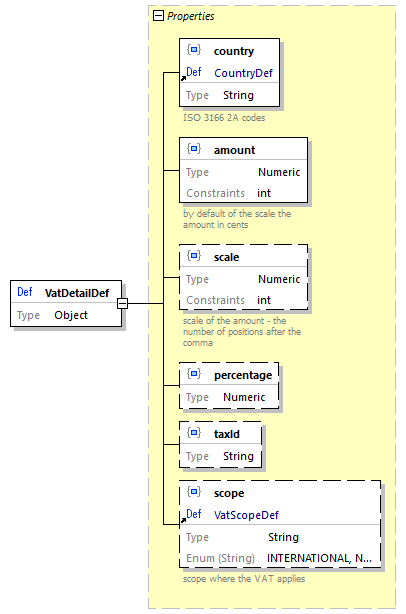 Properties
country
Def CountryDef
Type String
ISO 3166 2A codes
amount
Type Numeric
Constraints int
by default of the scale the
amount in cents
scale
Type Numeric
Constraints int
scale of the amount - the
number of positions after the
comma
Def VatDetailDef
Type Object
percentage
Type Numeric
taxId
Type String
scope
Def VatScopeDef
Type String
Enum (String) INTERNATIONAL, N...
scope where the VAT applies